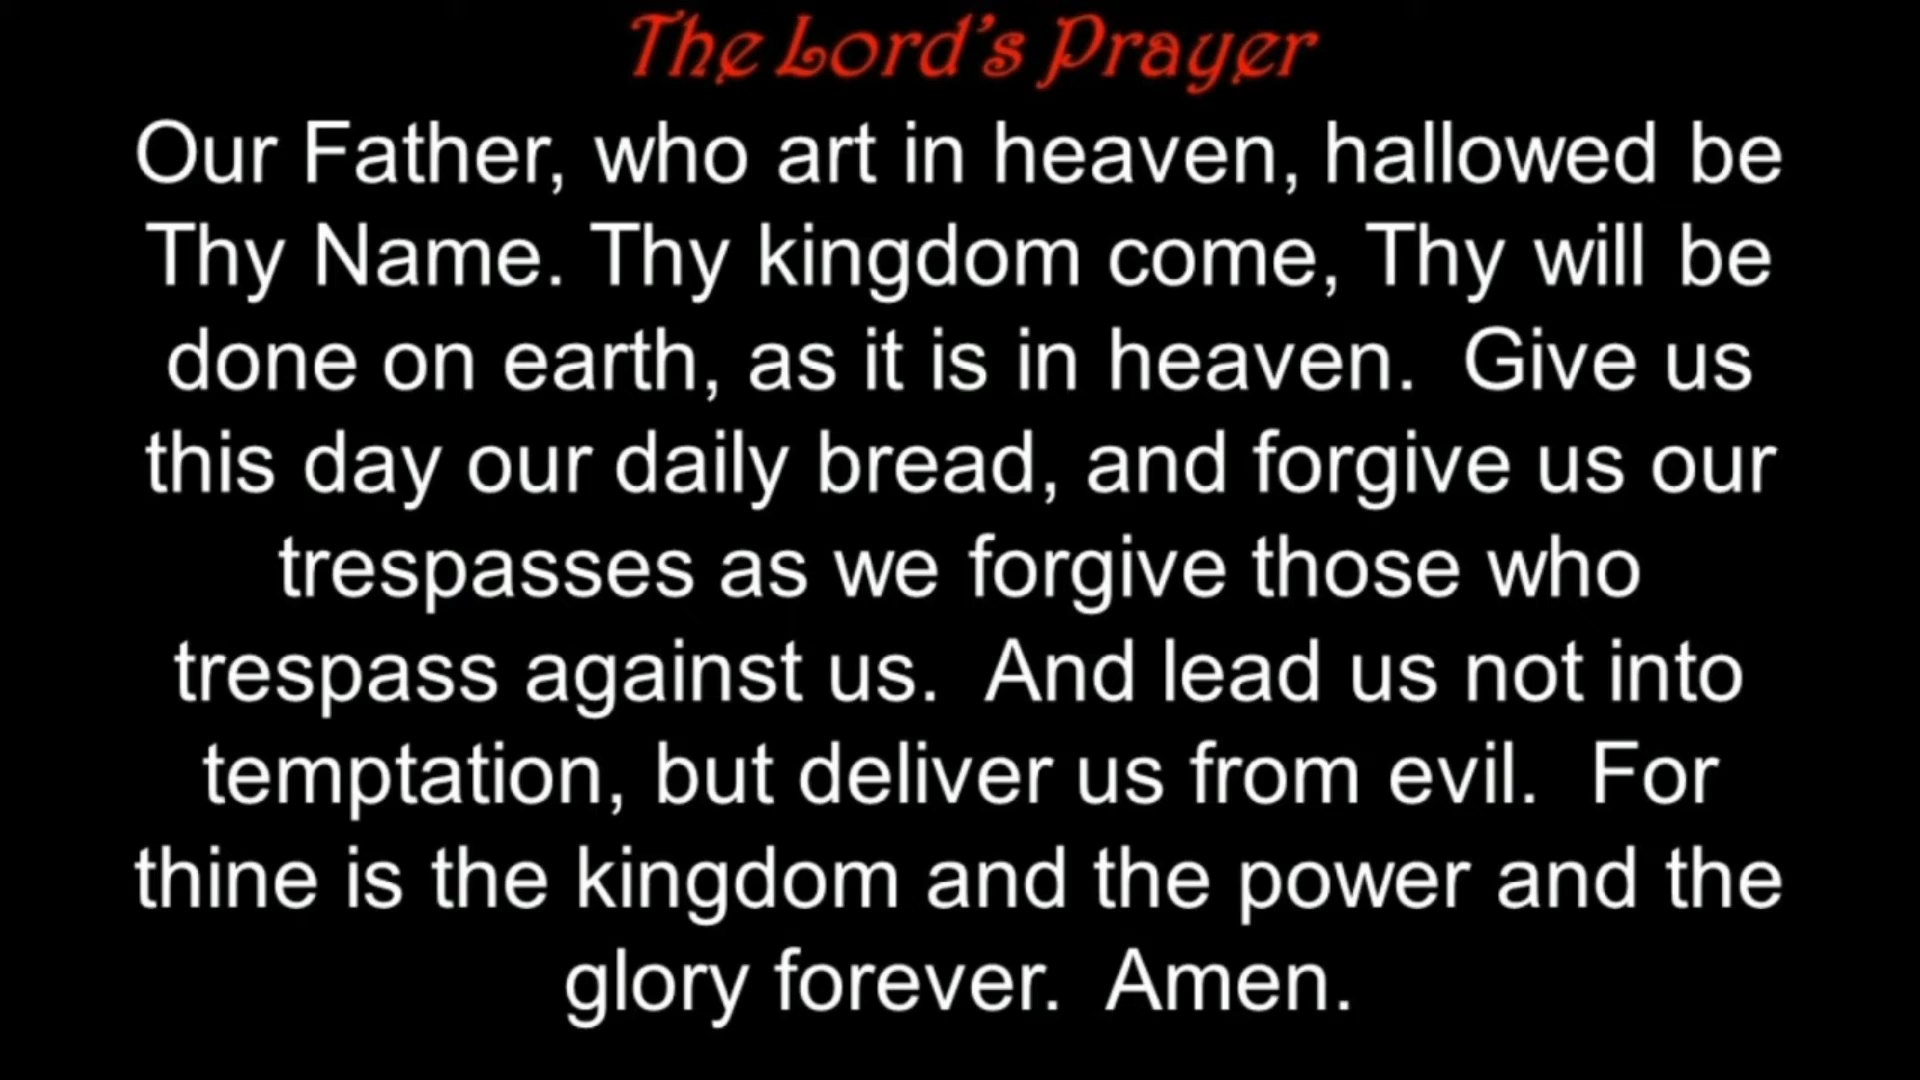 The Lord's Prayer
Our Father, who art in heaven, hallowed be
Thy Name. Thy kingdom come, Thy will be
done on earth, as it is in heaven.  Give us
this day our daily bread, and forgive us our
trespasses as we forgive those who
trespass against us.  And lead us not into
temptation, but deliver us from evil.  For
thine is the kingdom and the power and the
glory forever.  Amen.